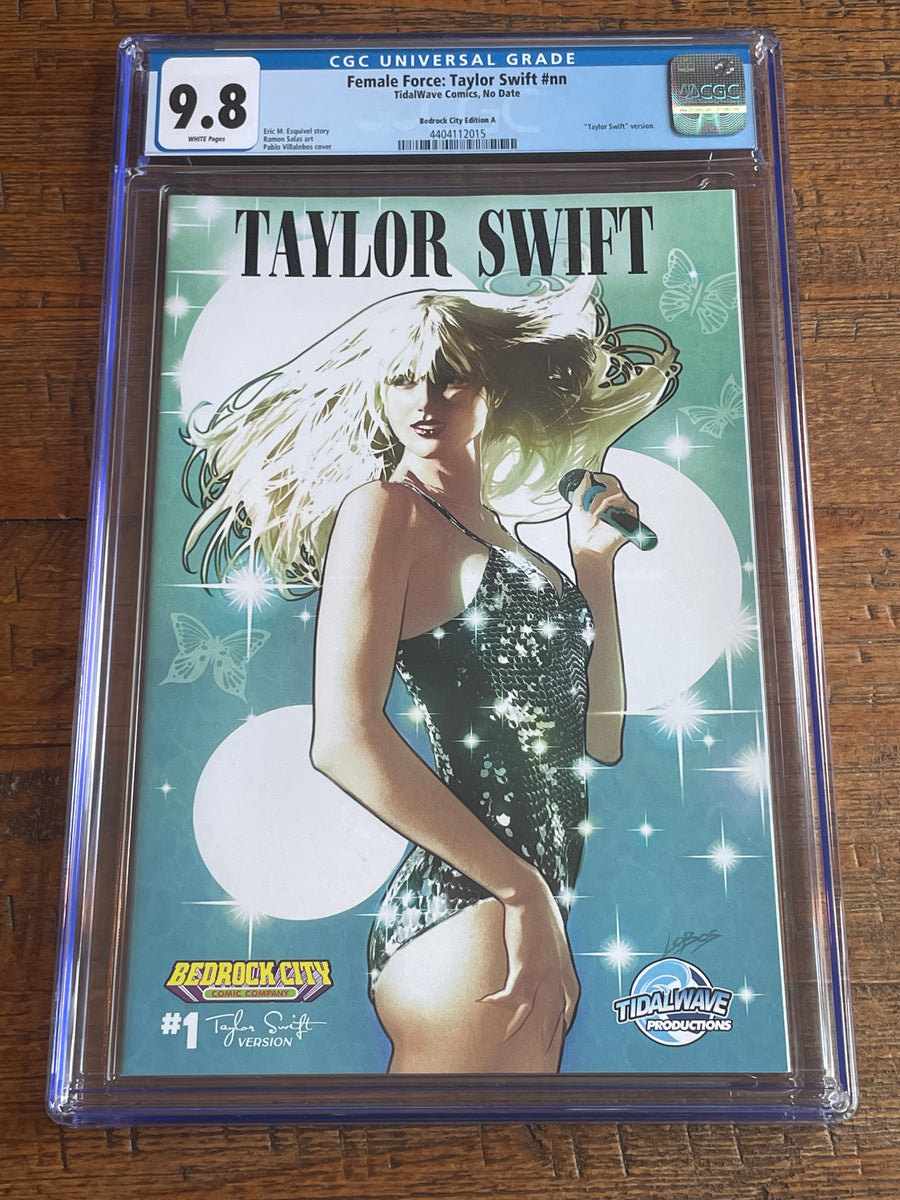 CGC UNIVERSAL GRADE
9.8
WHITE Pages
Female Force: Taylor Swift #nn
TidalWave Comics, No Date
Bedrock City Edition A
4404112015
Eric M. Esquivel story
Ramon Salas art
Pablo Villalobos cover
"Taylor Swift" version.
CGC
TAYLOR SWIFT
LOBOS
BEDROCK CITY
COMIC COMPANY
#1 Taylor Swift
VERSION
TIDALWAVE
PRODUCTIONS